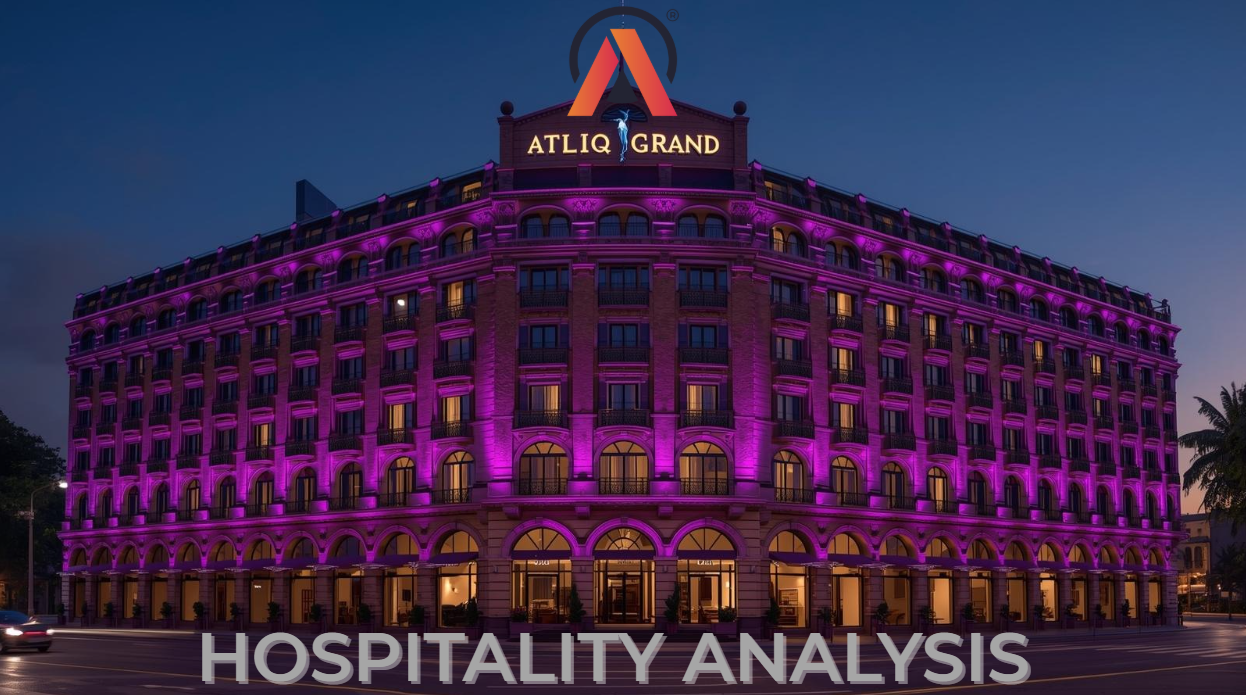 ®
ATLIQ GRAND
HOSPITALITY ANALYSIS